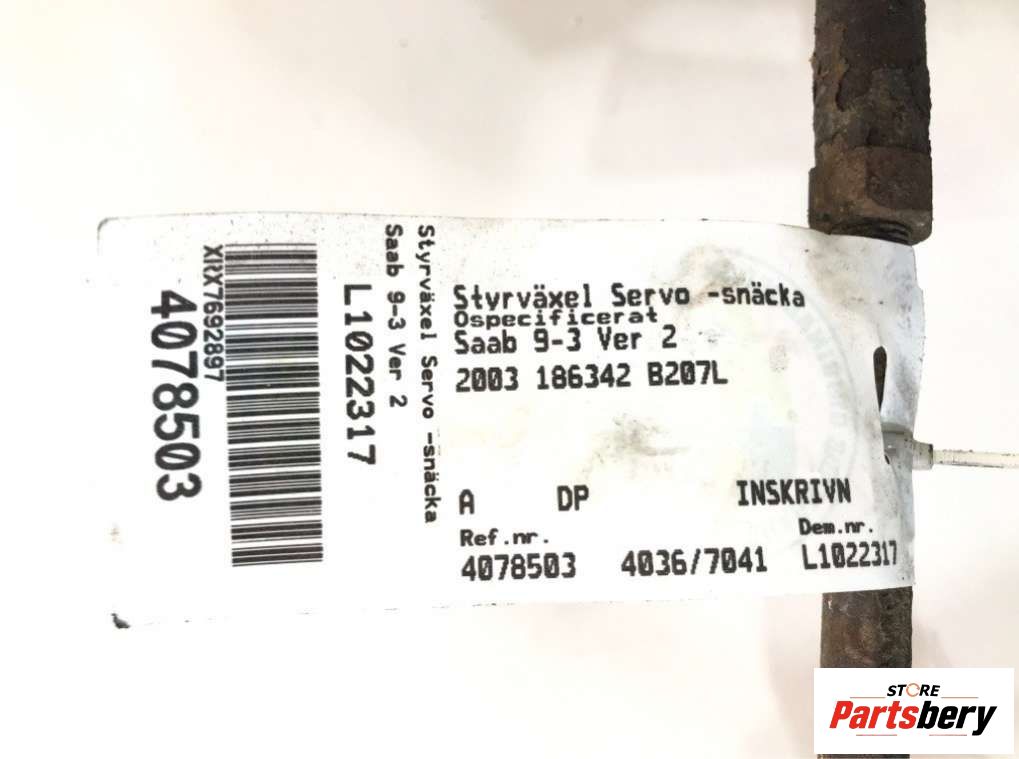 Styrväxel Servo -snäcka
Ospecificerat
Saab 9-3 Ver 2
2003 186342 B207L
A DP INSKRIVN
Ref.nr. Dem.nr.
4078503 4036/7041 L1022317
Styrväxel Servo -snäcka
Saab 9-3 Ver 2
L1022317
XRX7692897
4078503
STORE
Partsbery